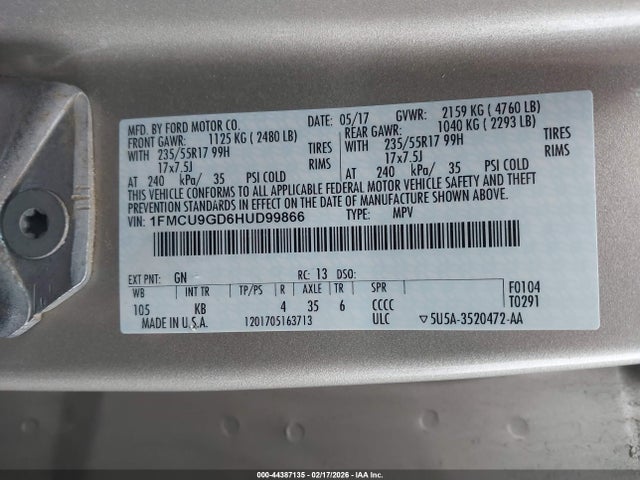 MFD. BY FORD MOTOR CO. DATE: 05/17 GVWR: 2159 KG ( 4760 LB)
FRONT GAWR: 1125 KG ( 2480 LB) REAR GAWR: 1040 KG ( 2293 LB)
WITH 235/55R17 99H TIRES WITH 235/55R17 99H TIRES
17x7.5J RIMS 17x7.5J RIMS
AT 240 kPa/ 35 PSI COLD AT 240 kPa/ 35 PSI COLD
THIS VEHICLE CONFORMS TO ALL APPLICABLE FEDERAL MOTOR VEHICLE SAFETY AND THEFT
PREVENTION STANDARDS IN EFFECT ON THE DATE OF MANUFACTURE SHOWN ABOVE.
VIN: 1FMCU9GD6HUD99866 TYPE: MPV
EXT PNT: GN RC: 13 DSO:
WB INT TR TP/PS R AXLE TR SPR F0104
105 KB 4 35 6 CCCC T0291
MADE IN U.S.A. 1201705163713 ULC ▽5U5A-3520472-AA
000-44387135 - 02/17/2026 - IAA Inc.